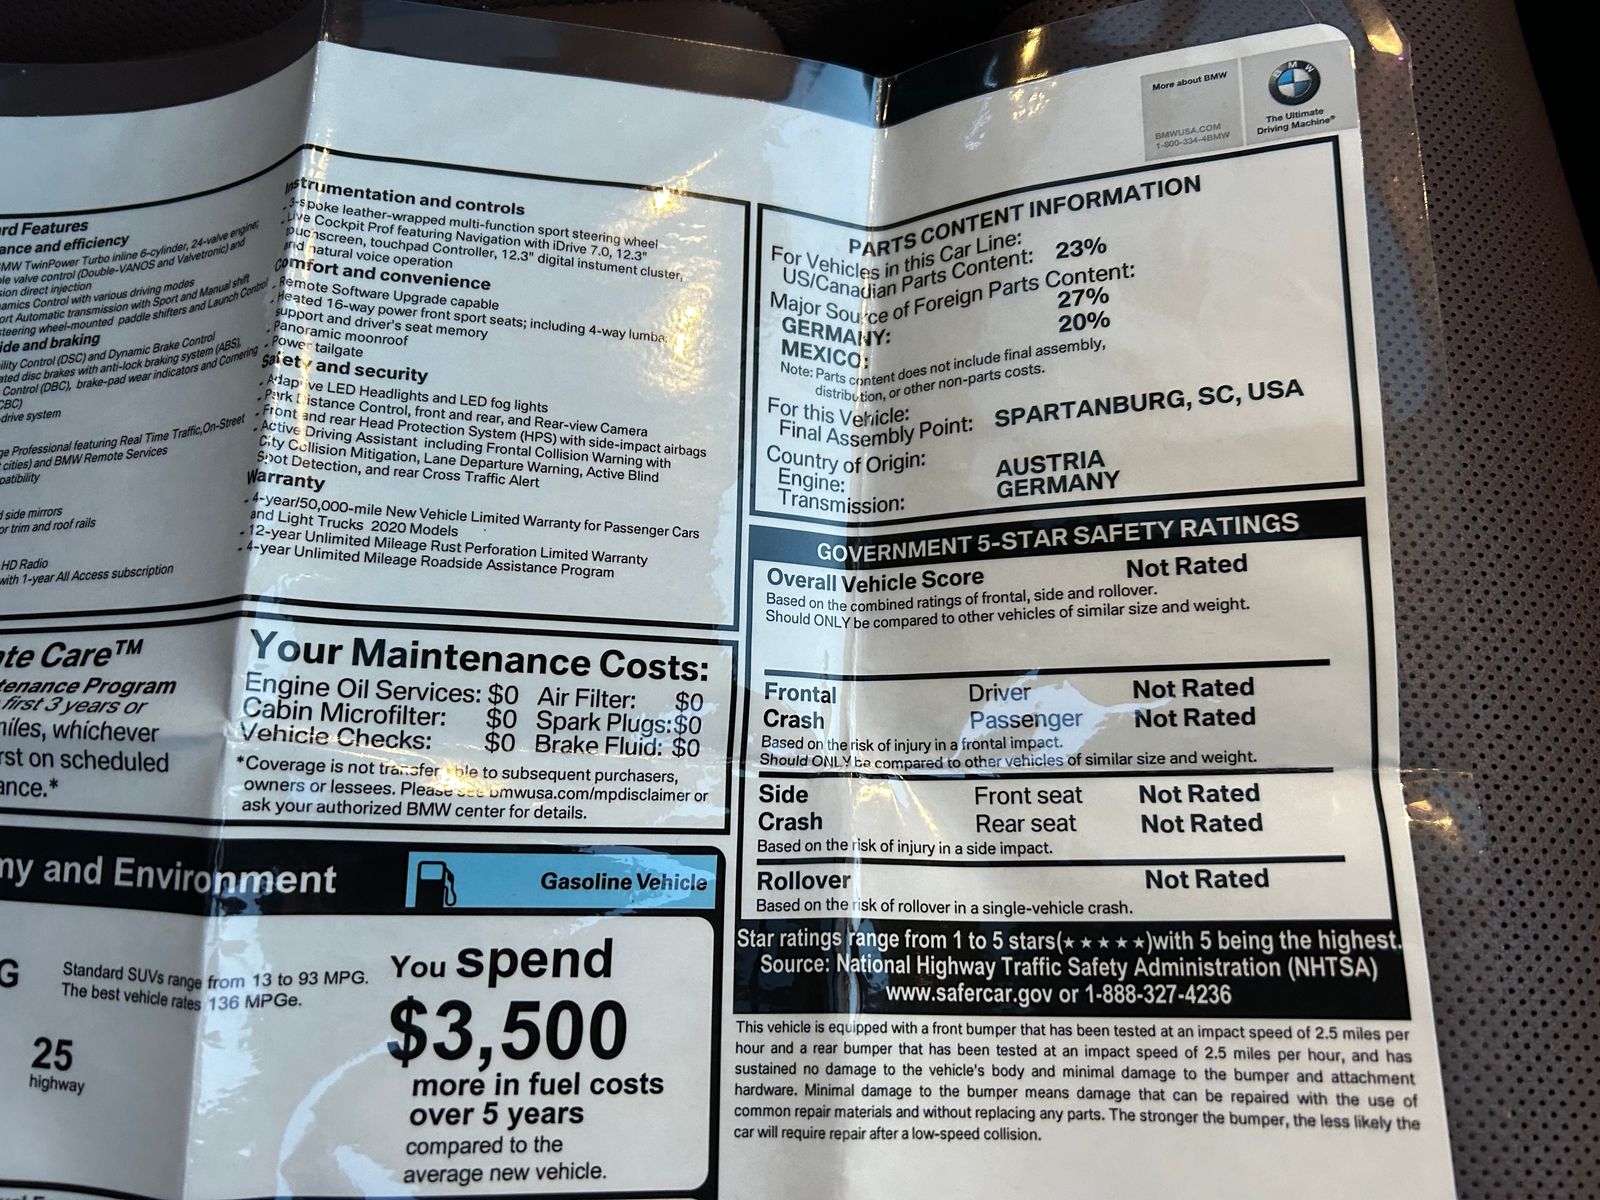 More about BMW
BMWUSA.COM
1-800-334-4BMW
BMW
The Ultimate
Driving Machine®
rd Features
ance and efficiency
MW TwinPower Turbo inline 6-cylinder, 24-valve engine;
le valve control (Double-VANOS and Valvetronic) and
sion direct injection
amics Control with various driving modes
ort Automatic transmission with Sport and Manual shift
steering wheel-mounted paddle shifters and Launch Control
ide and braking
ility Control (DSC) and Dynamic Brake Control
ated disc brakes with anti-lock braking system (ABS),
Control (DBC), brake-pad wear indicators and Cornering
CBC)
drive system
ge Professional featuring Real Time Traffic, On-Street
cities) and BMW Remote Services
patibility
d side mirrors
or trim and roof rails
HD Radio
with 1-year All Access subscription
Instrumentation and controls
- 3-spoke leather-wrapped multi-function sport steering wheel
- Live Cockpit Prof featuring Navigation with iDrive 7.0, 12.3"
touchscreen, touchpad Controller, 12.3" digital instument cluster,
and natural voice operation
Comfort and convenience
- Remote Software Upgrade capable
- Heated 16-way power front sport seats; including 4-way lumbar
support and driver's seat memory
- Panoramic moonroof
- Power tailgate
Safety and security
- Adaptive LED Headlights and LED fog lights
- Park Distance Control, front and rear, and Rear-view Camera
- Front and rear Head Protection System (HPS) with side-impact airbags
- Active Driving Assistant including Frontal Collision Warning with
City Collision Mitigation, Lane Departure Warning, Active Blind
Spot Detection, and rear Cross Traffic Alert
Warranty
- 4-year/50,000-mile New Vehicle Limited Warranty for Passenger Cars
and Light Trucks 2020 Models
- 12-year Unlimited Mileage Rust Perforation Limited Warranty
- 4-year Unlimited Mileage Roadside Assistance Program
PARTS CONTENT INFORMATION
For Vehicles in this Car Line:
US/Canadian Parts Content: 23%
Major Source of Foreign Parts Content:
GERMANY: 27%
MEXICO: 20%
Note: Parts content does not include final assembly,
distribution, or other non-parts costs.
For this Vehicle:
Final Assembly Point: SPARTANBURG, SC, USA
Country of Origin:
Engine: AUSTRIA
Transmission: GERMANY
GOVERNMENT 5-STAR SAFETY RATINGS
Overall Vehicle Score Not Rated
Based on the combined ratings of frontal, side and rollover.
Should ONLY be compared to other vehicles of similar size and weight.
Frontal Driver Not Rated
Crash Passenger Not Rated
Based on the risk of injury in a frontal impact.
Should ONLY be compared to other vehicles of similar size and weight.
Side Front seat Not Rated
Crash Rear seat Not Rated
Based on the risk of injury in a side impact.
Rollover Not Rated
Based on the risk of rollover in a single-vehicle crash.
Star ratings range from 1 to 5 stars(★★★★★)with 5 being the highest.
Source: National Highway Traffic Safety Administration (NHTSA)
www.safercar.gov or 1-888-327-4236
This vehicle is equipped with a front bumper that has been tested at an impact speed of 2.5 miles per
hour and a rear bumper that has been tested at an impact speed of 2.5 miles per hour, and has
sustained no damage to the vehicle's body and minimal damage to the bumper and attachment
hardware. Minimal damage to the bumper means damage that can be repaired with the use of
common repair materials and without replacing any parts. The stronger the bumper, the less likely the
car will require repair after a low-speed collision.
te Care™
tenance Program
first 3 years or
miles, whichever
rst on scheduled
ance.*
Your Maintenance Costs:
Engine Oil Services: $0 Air Filter: $0
Cabin Microfilter: $0 Spark Plugs: $0
Vehicle Checks: $0 Brake Fluid: $0
*Coverage is not transferable to subsequent purchasers,
owners or lessees. Please see bmwusa.com/mpdisclaimer or
ask your authorized BMW center for details.
my and Environment
Gasoline Vehicle
G
Standard SUVs range from 13 to 93 MPG.
The best vehicle rates 136 MPGe.
25
highway
You spend
$3,500
more in fuel costs
over 5 years
compared to the
average new vehicle.